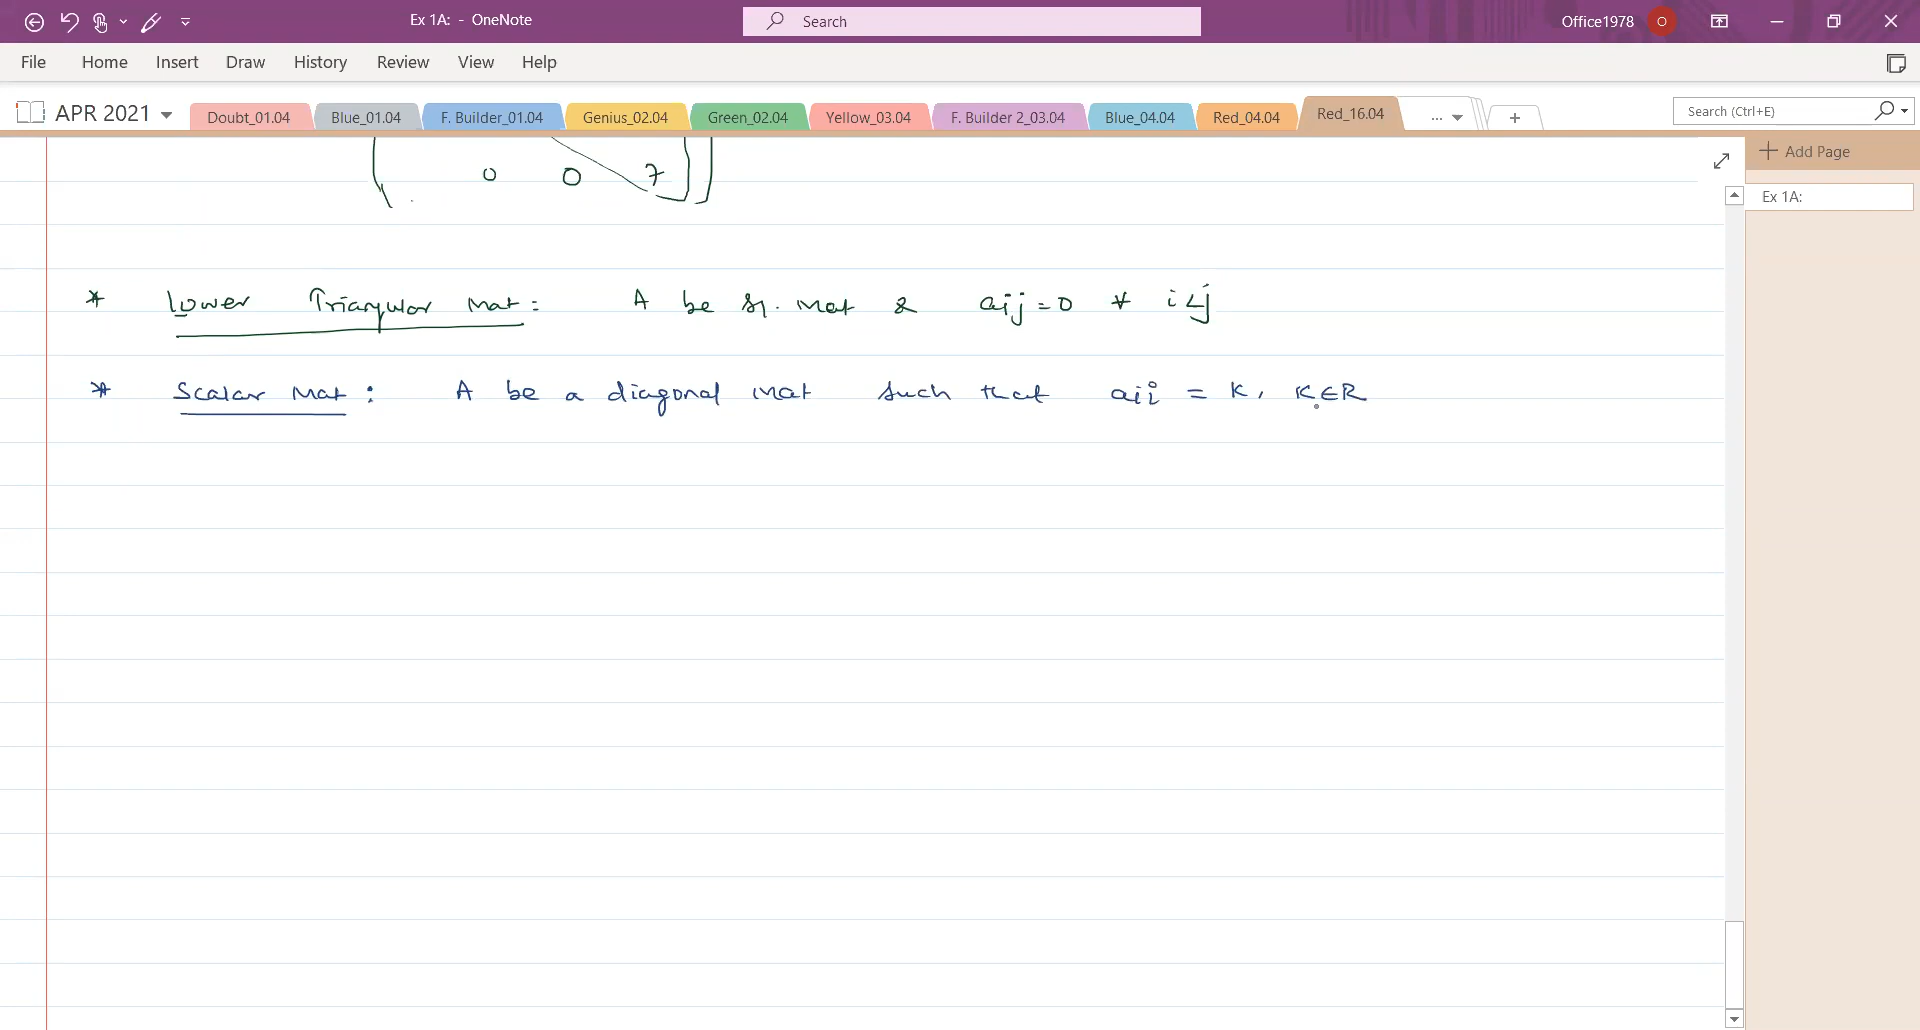 Ex 1A: - OneNote
Search
Office1978
O
File Home Insert Draw History Review View Help
APR 2021
Doubt_01.04
Blue_01.04
F. Builder_01.04
Genius_02.04
Green_02.04
Yellow_03.04
F. Builder 2_03.04
Blue_04.04
Red_04.04
Red_16.04
...
+
Search (Ctrl+E)
Add Page
Ex 1A:
0 0 7
* Lower Triangular Mat: A be sq. mat & aij = 0 ∀ i < j
* Scalar Mat: A be a diagonal mat such that aii = K, K∈R